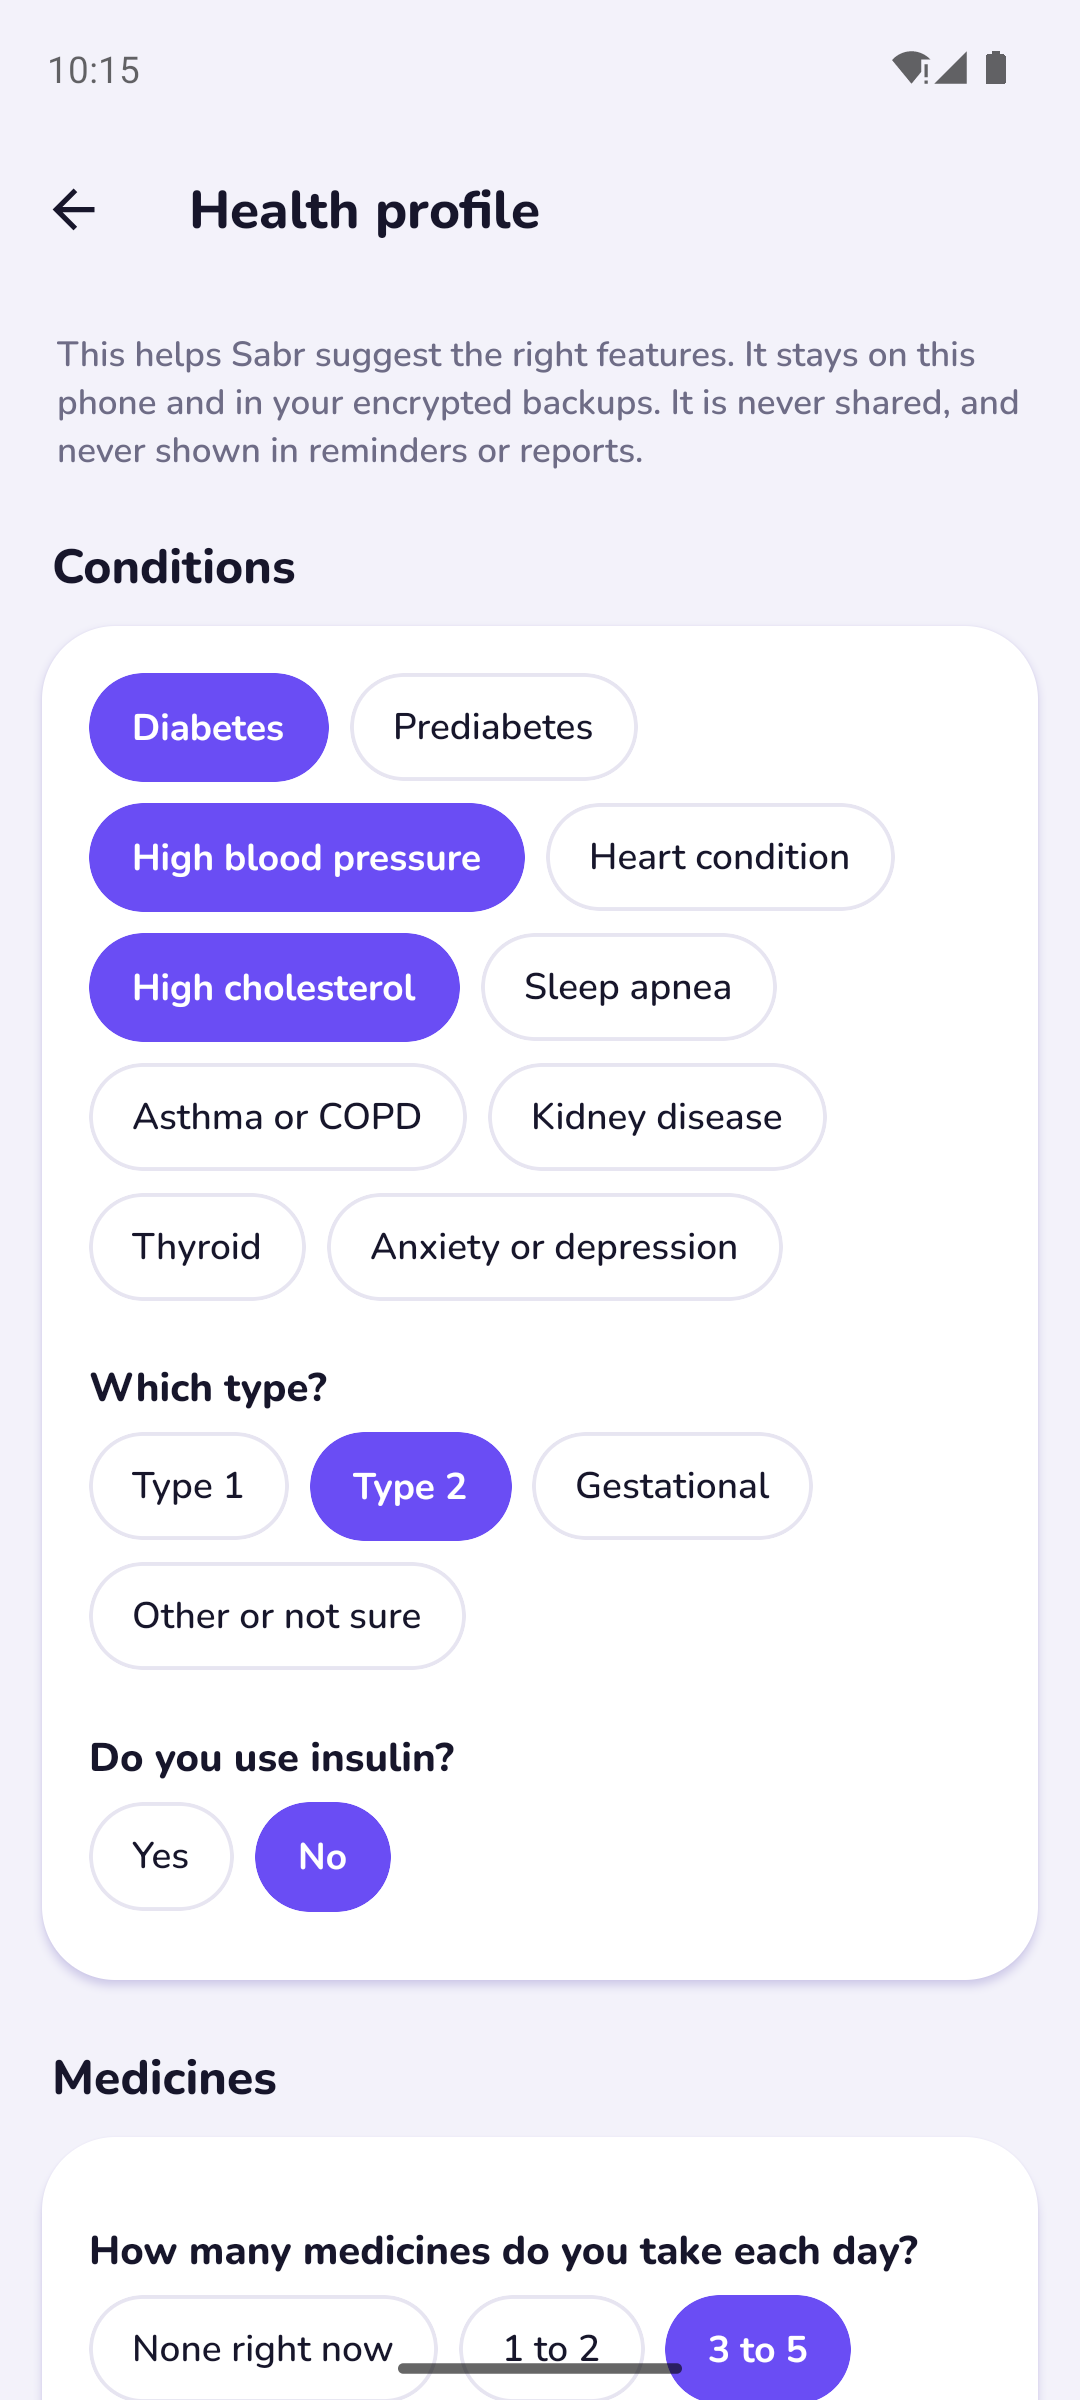 10:15
Health profile
This helps Sabr suggest the right features. It stays on this
phone and in your encrypted backups. It is never shared, and
never shown in reminders or reports.
Conditions
Diabetes Prediabetes
High blood pressure Heart condition
High cholesterol Sleep apnea
Asthma or COPD Kidney disease
Thyroid Anxiety or depression
Which type?
Type 1 Type 2 Gestational
Other or not sure
Do you use insulin?
Yes No
Medicines
How many medicines do you take each day?
None right now 1 to 2 3 to 5